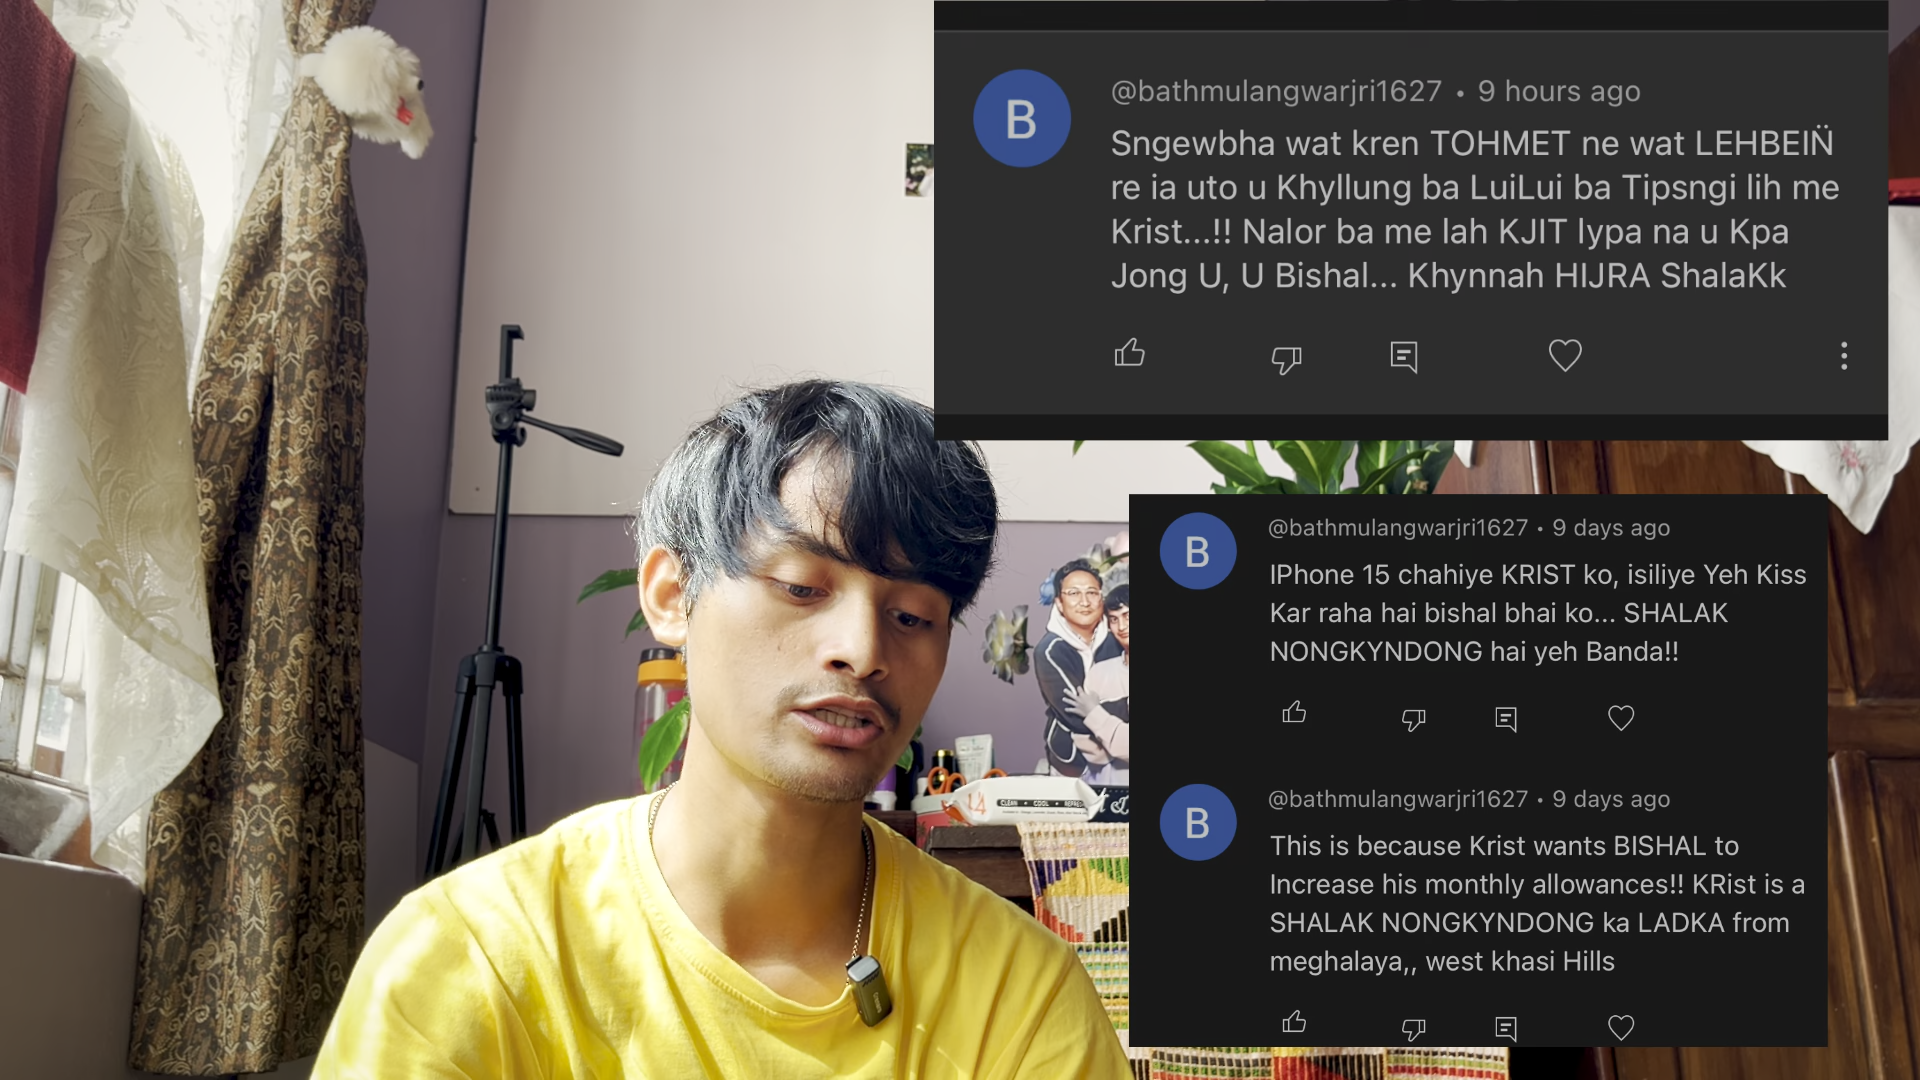 @bathmulangwarjri1627 • 9 hours ago
Sngewbha wat kren TOHMET ne wat LEHBEIN̈
re ia uto u Khyllung ba LuiLui ba Tipsngi lih me
Krist...!! Nalor ba me lah KJIT lypa na u Kpa
Jong U, U Bishal... Khynnah HIJRA ShalaKk
B
@bathmulangwarjri1627 • 9 days ago
IPhone 15 chahiye KRIST ko, isiliye Yeh Kiss
Kar raha hai bishal bhai ko... SHALAK
NONGKYNDONG hai yeh Banda!!
B
@bathmulangwarjri1627 • 9 days ago
This is because Krist wants BISHAL to
Increase his monthly allowances!! KRist is a
SHALAK NONGKYNDONG ka LADKA from
meghalaya,, west khasi Hills
B
CLEAN • COOL • REFRESH